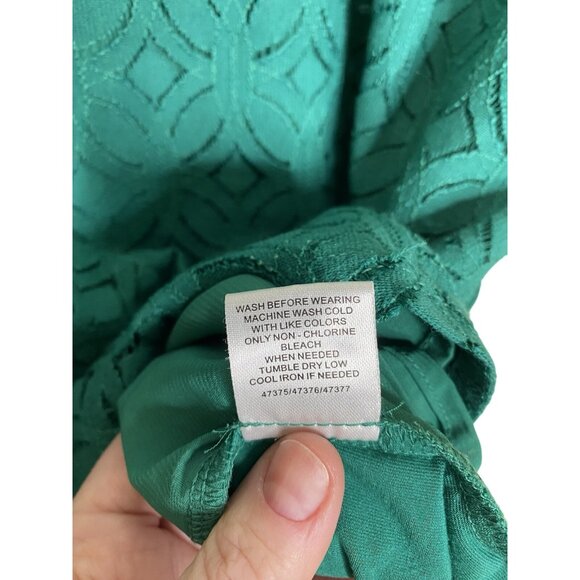 WASH BEFORE WEARING
MACHINE WASH COLD
WITH LIKE COLORS
ONLY NON - CHLORINE
BLEACH
WHEN NEEDED
TUMBLE DRY LOW
COOL IRON IF NEEDED
47375/47376/47377